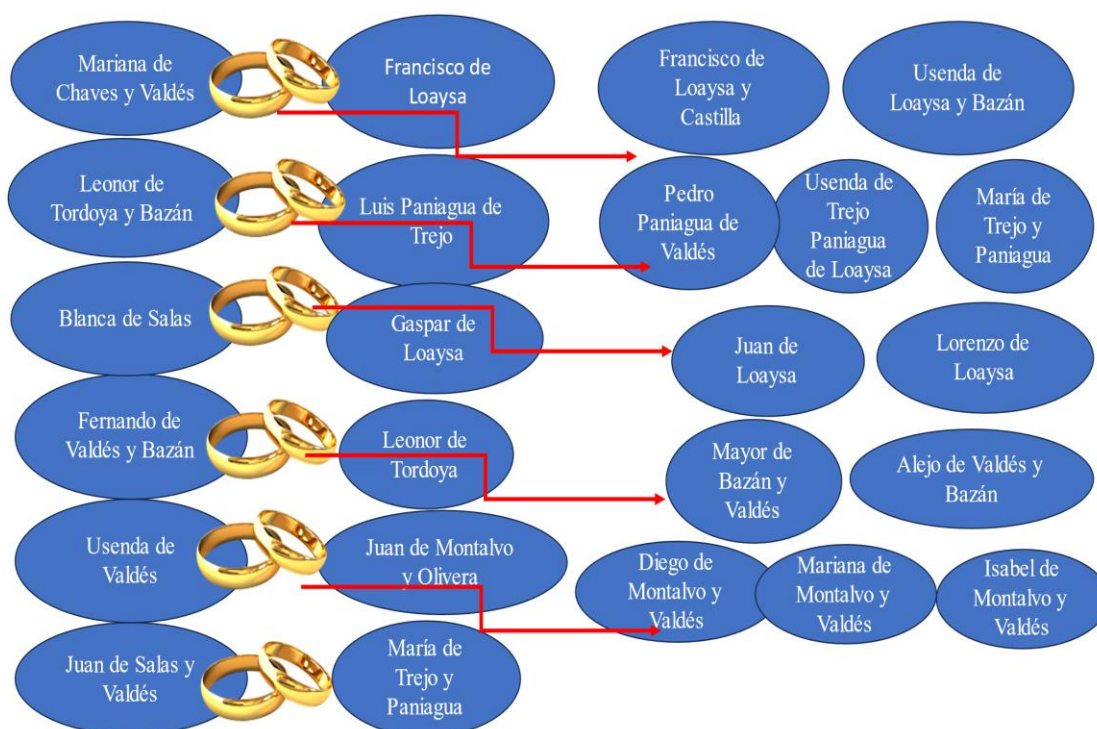 Mariana de
Chaves y Valdés
Francisco de
Loaysa
Francisco de
Loaysa y
Castilla
Usenda de
Loaysa y Bazán
Leonor de
Tordoya y Bazán
Luis Paniagua de
Trejo
Pedro
Paniagua de
Valdés
Usenda de
Trejo
Paniagua
de Loaysa
María de
Trejo y
Paniagua
Blanca de Salas
Gaspar de
Loaysa
Juan de
Loaysa
Lorenzo de
Loaysa
Fernando de
Valdés y Bazán
Leonor de
Tordoya
Mayor de
Bazán y
Valdés
Alejo de Valdés y
Bazán
Usenda de
Valdés
Juan de Montalvo
y Olivera
Diego de
Montalvo y
Valdés
Mariana de
Montalvo y
Valdés
Isabel de
Montalvo y
Valdés
Juan de Salas y
Valdés
María de
Trejo y
Paniagua